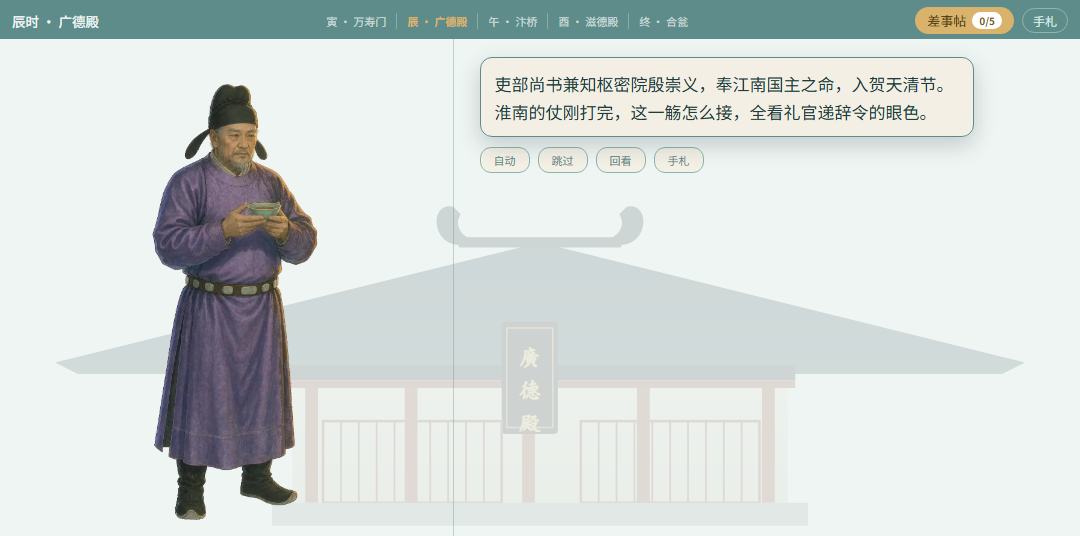 辰时 · 广德殿
寅 · 万寿门
辰 · 广德殿
午 · 汴桥
酉 · 滋德殿
终 · 合瓮
差事帖 0/5
手札
吏部尚书兼知枢密院殷崇义，奉江南国主之命，入贺天清节。
淮南的仗刚打完，这一觞怎么接，全看礼官递辞令的眼色。
自动
跳过
回看
手札
廣德殿